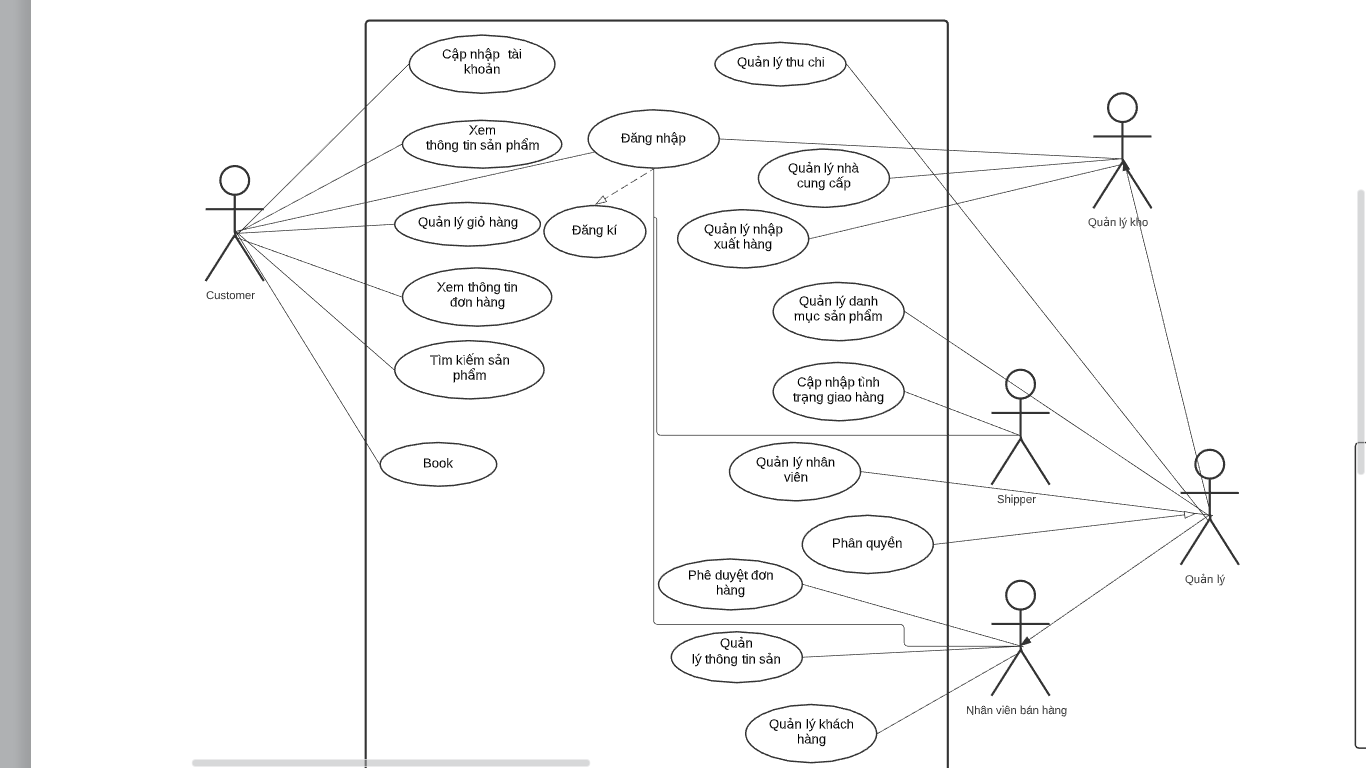 Cập nhập tài
khoản
Quản lý thu chi
Xem
thông tin sản phẩm
Đăng nhập
Quản lý nhà
cung cấp
Quản lý giỏ hàng
Đăng kí
Quản lý nhập
xuất hàng
Quản lý kho
Customer
Xem thông tin
đơn hàng
Quản lý danh
mục sản phẩm
Tìm kiếm sản
phẩm
Cập nhập tình
trạng giao hàng
Book
Quản lý nhân
viên
Shipper
Phân quyền
Quản lý
Phê duyệt đơn
hàng
Quản
lý thông tin sản
Nhân viên bán hàng
Quản lý khách
hàng